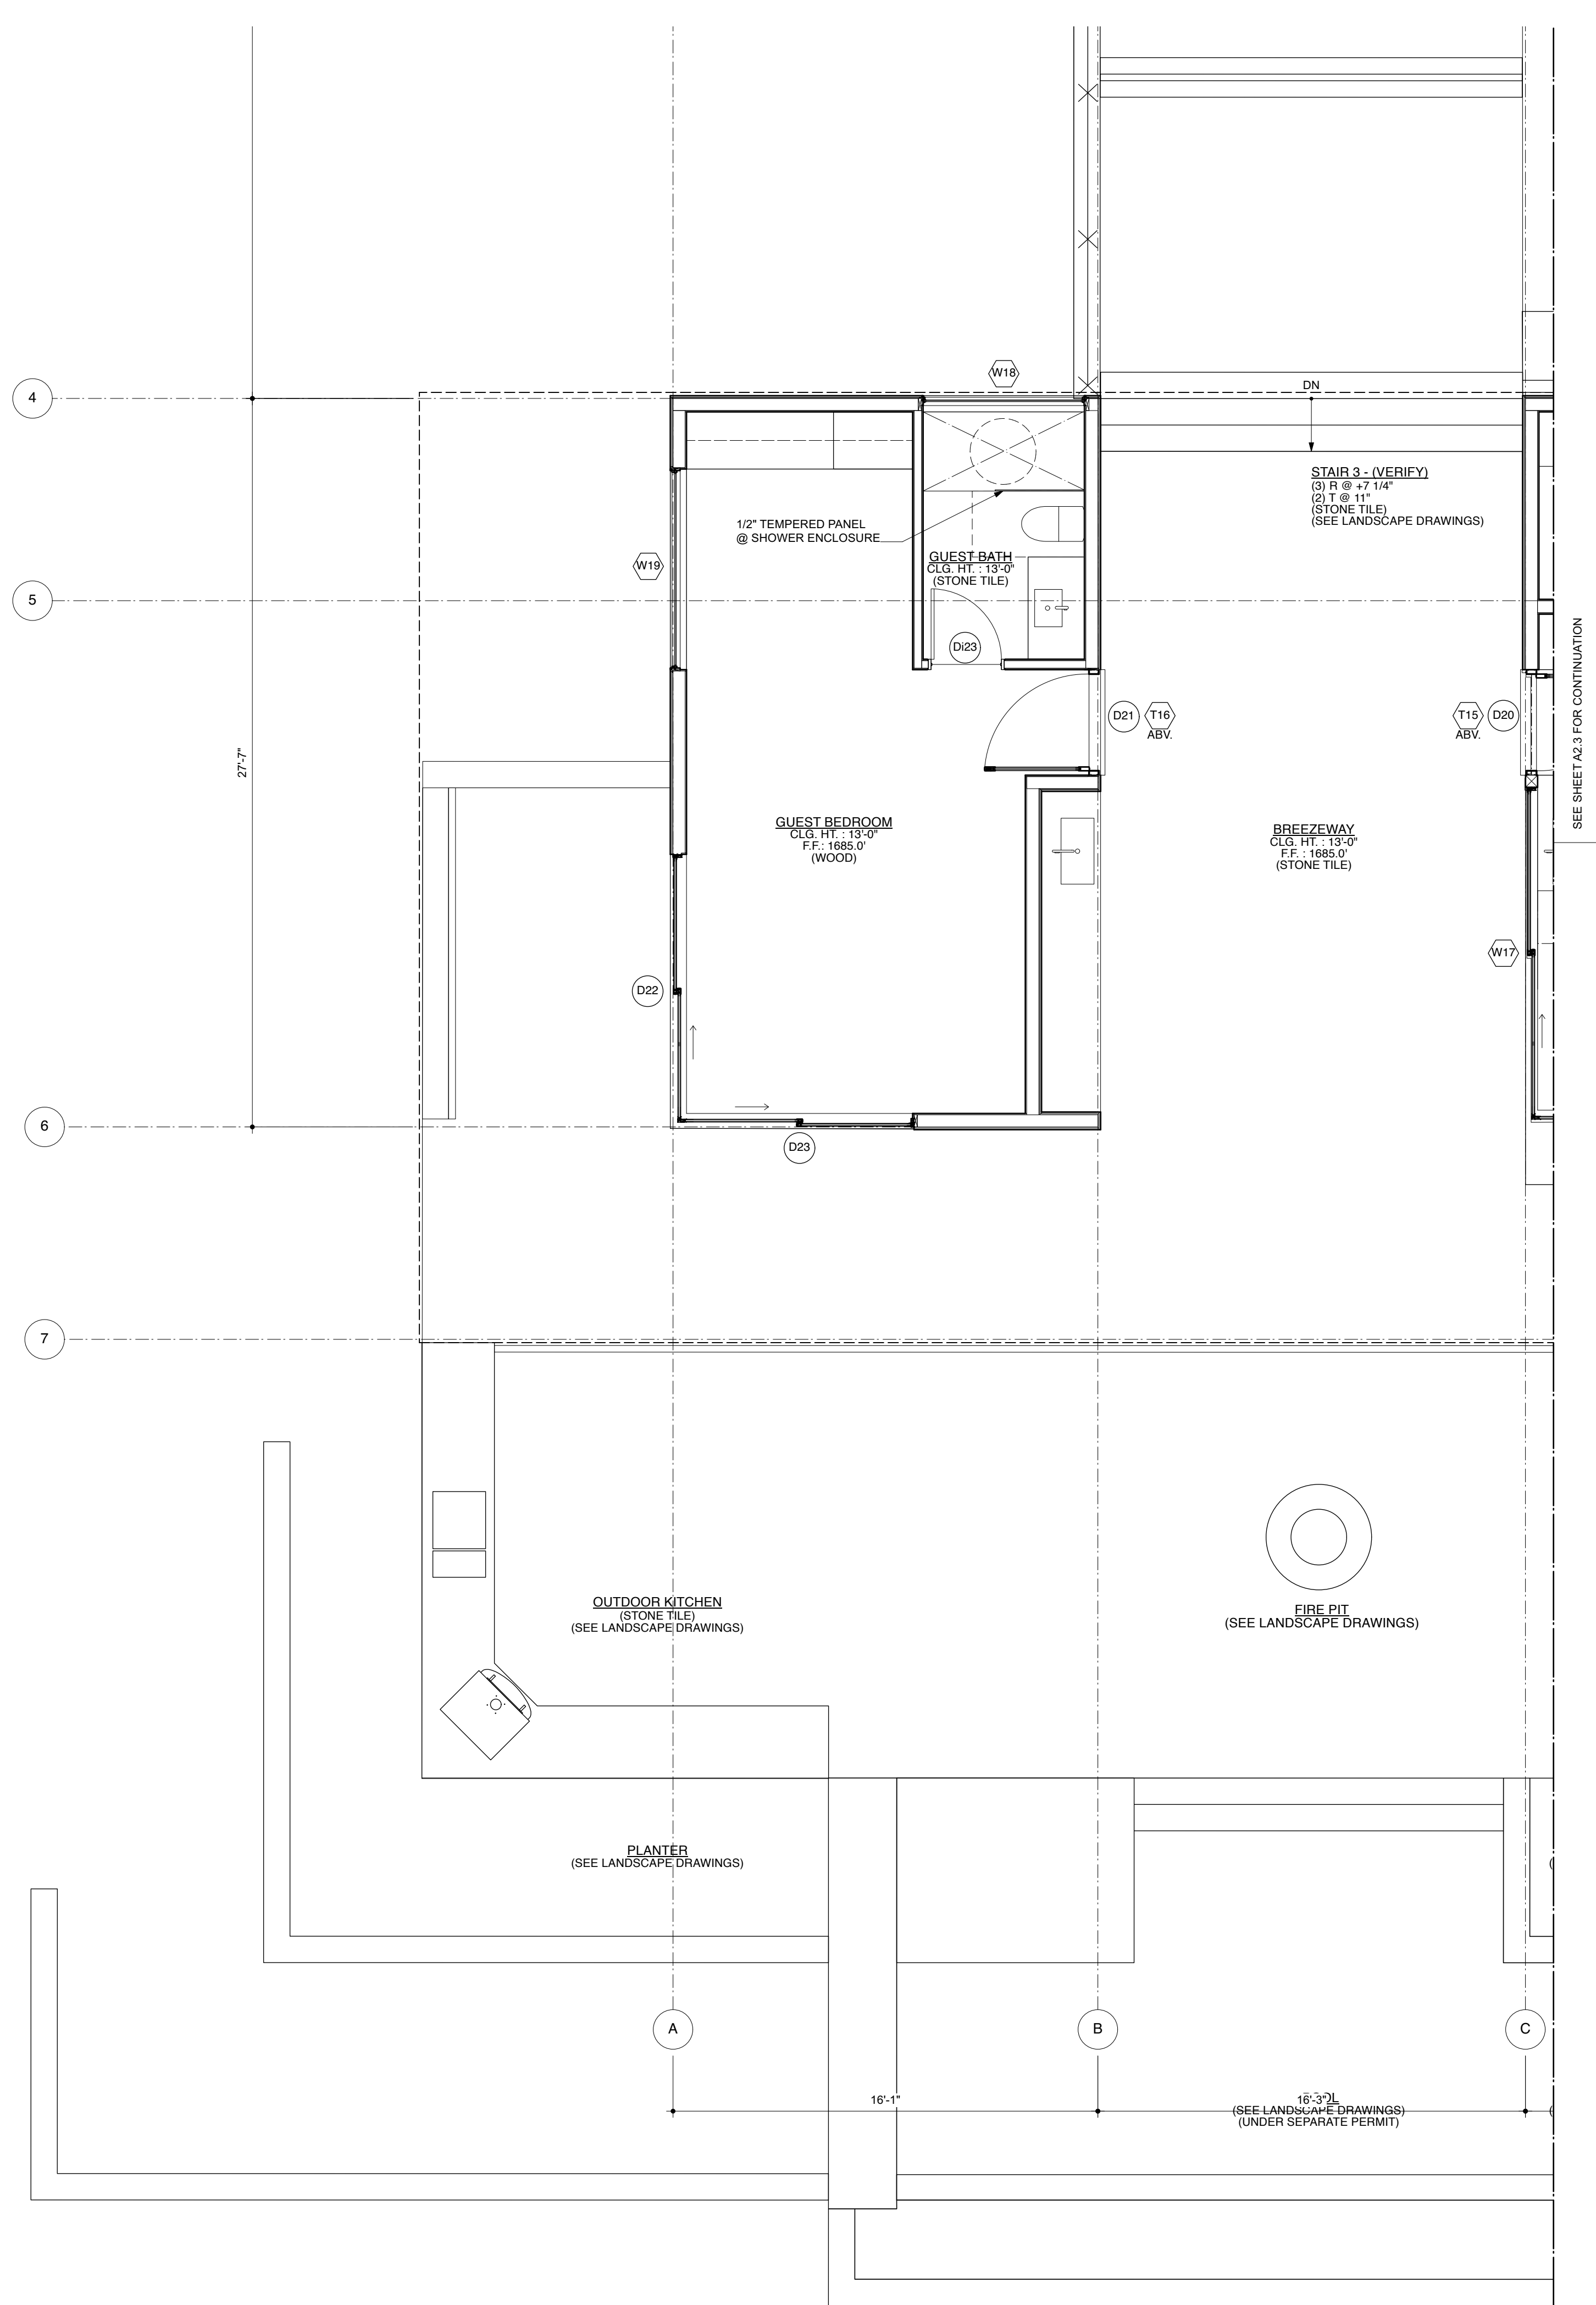 W18
4
DN
STAIR 3 - (VERIFY)
(3) R @ +7 1/4"
(2) T @ 11"
(STONE TILE)
(SEE LANDSCAPE DRAWINGS)
1/2" TEMPERED PANEL
@ SHOWER ENCLOSURE
GUEST BATH
CLG. HT. : 13'-0"
(STONE TILE)
W19
5
Di23
D21
T16
ABV.
T15
ABV.
D20
SEE SHEET A2.3 FOR CONTINUATION
27'-7"
GUEST BEDROOM
CLG. HT. : 13'-0"
F.F.: 1685.0'
(WOOD)
BREEZEWAY
CLG. HT. : 13'-0"
F.F. : 1685.0'
(STONE TILE)
W17
D22
6
D23
7
OUTDOOR KITCHEN
(STONE TILE)
(SEE LANDSCAPE DRAWINGS)
FIRE PIT
(SEE LANDSCAPE DRAWINGS)
PLANTER
(SEE LANDSCAPE DRAWINGS)
(
A
B
C
16'-1"
16'-3"
(SEE LANDSCAPE DRAWINGS)
(UNDER SEPARATE PERMIT)
(